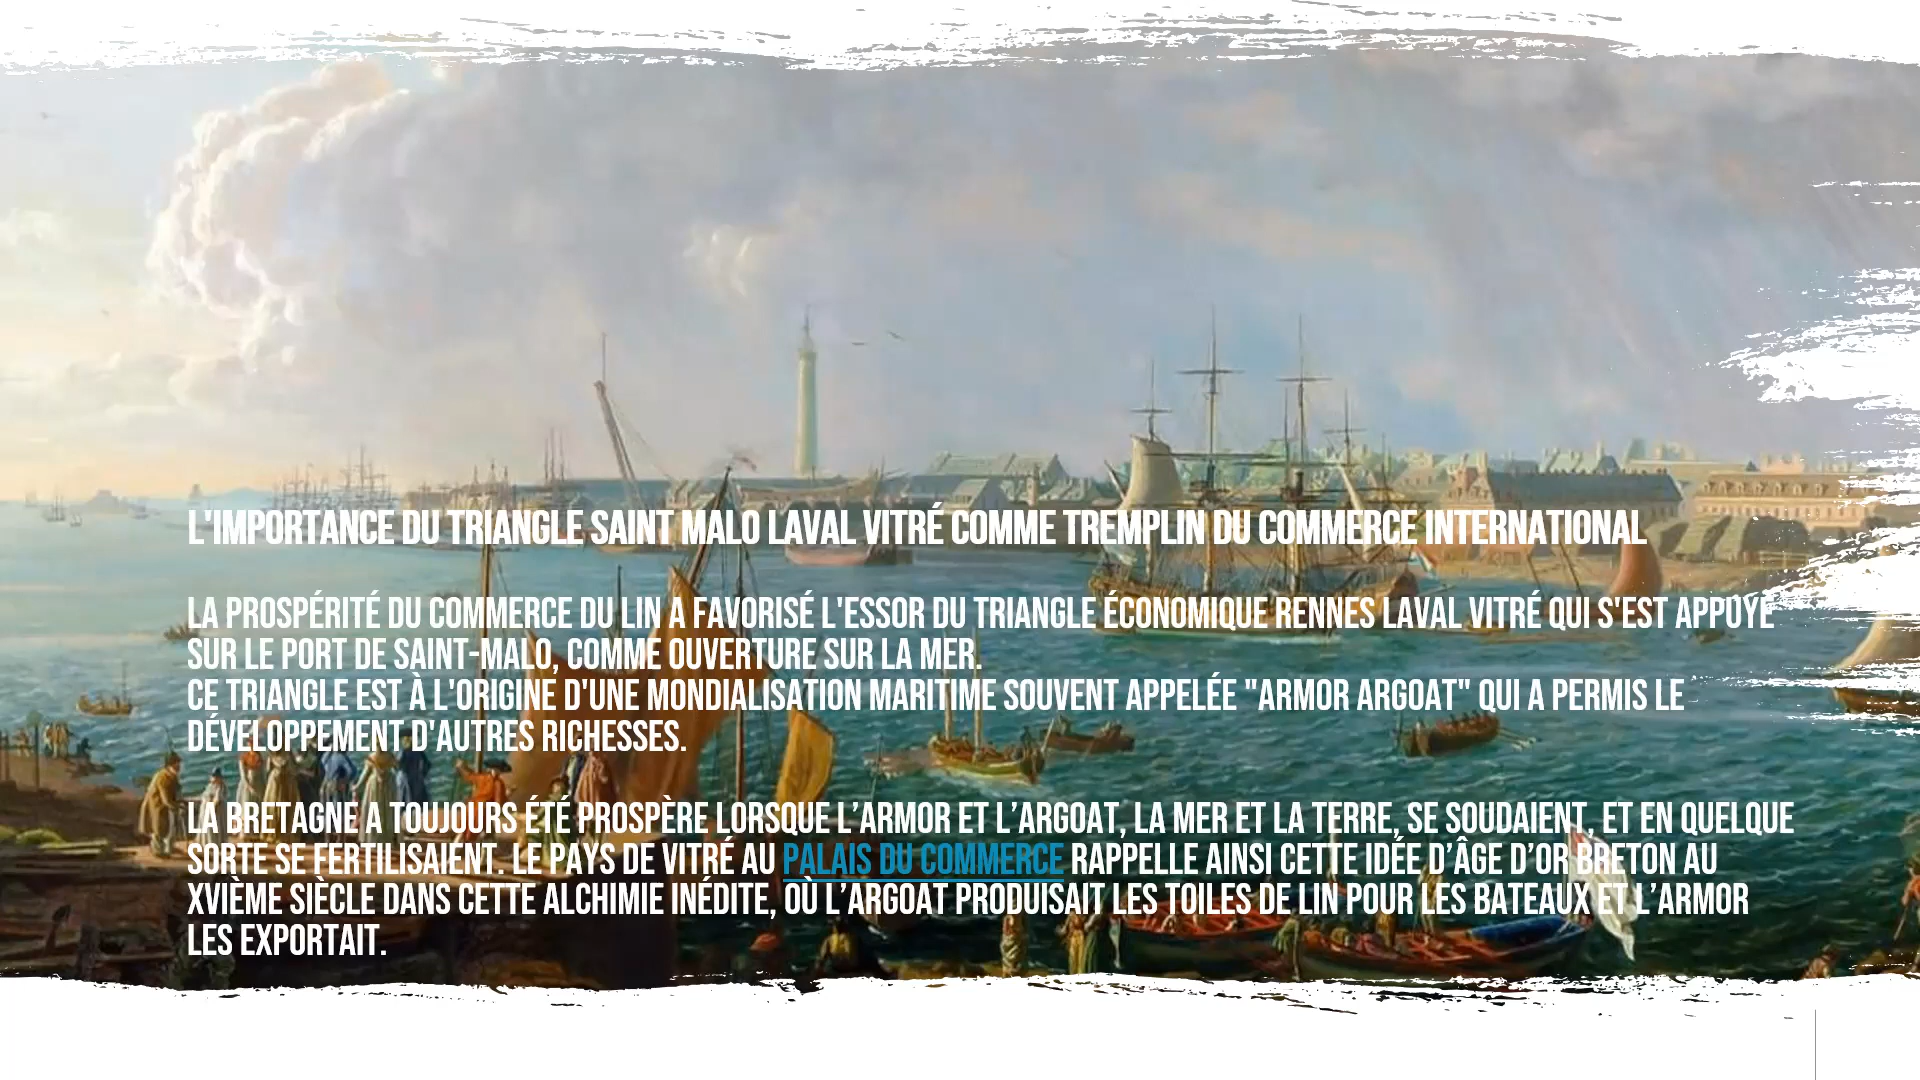 L'IMPORTANCE DU TRIANGLE SAINT MALO LAVAL VITRÉ COMME TREMPLIN DU COMMERCE INTERNATIONAL
LA PROSPÉRITÉ DU COMMERCE DU LIN A FAVORISÉ L'ESSOR DU TRIANGLE ÉCONOMIQUE RENNES LAVAL VITRÉ QUI S'EST APPUYÉ
SUR LE PORT DE SAINT-MALO, COMME OUVERTURE SUR LA MER.
CE TRIANGLE EST À L'ORIGINE D'UNE MONDIALISATION MARITIME SOUVENT APPELÉE "ARMOR ARGOAT" QUI A PERMIS LE
DÉVELOPPEMENT D'AUTRES RICHESSES.
LA BRETAGNE A TOUJOURS ÉTÉ PROSPÈRE LORSQUE L’ARMOR ET L’ARGOAT, LA MER ET LA TERRE, SE SOUDAIENT, ET EN QUELQUE
SORTE SE FERTILISAIENT. LE PAYS DE VITRÉ AU PALAIS DU COMMERCE RAPPELLE AINSI CETTE IDÉE D’ÂGE D’OR BRETON AU
XVIÈME SIÈCLE DANS CETTE ALCHIMIE INÉDITE, OÙ L’ARGOAT PRODUISAIT LES TOILES DE LIN POUR LES BATEAUX ET L’ARMOR
LES EXPORTAIT.